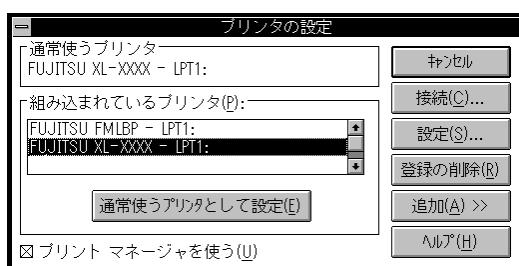 プリンタの設定
通常使うプリンタ
FUJITSU XL-XXXX - LPT1:
組み込まれているプリンタ(P):
FUJITSU FMLBP - LPT1:
FUJITSU XL-XXXX - LPT1:
通常使うﾌﾟﾘﾝﾀとして設定(E)
プリント マネージャを使う(U)
ｷｬﾝｾﾙ
接続(C)...
設定(S)...
登録の削除(R)
追加(A) >>
ﾍﾙﾌﾟ(H)